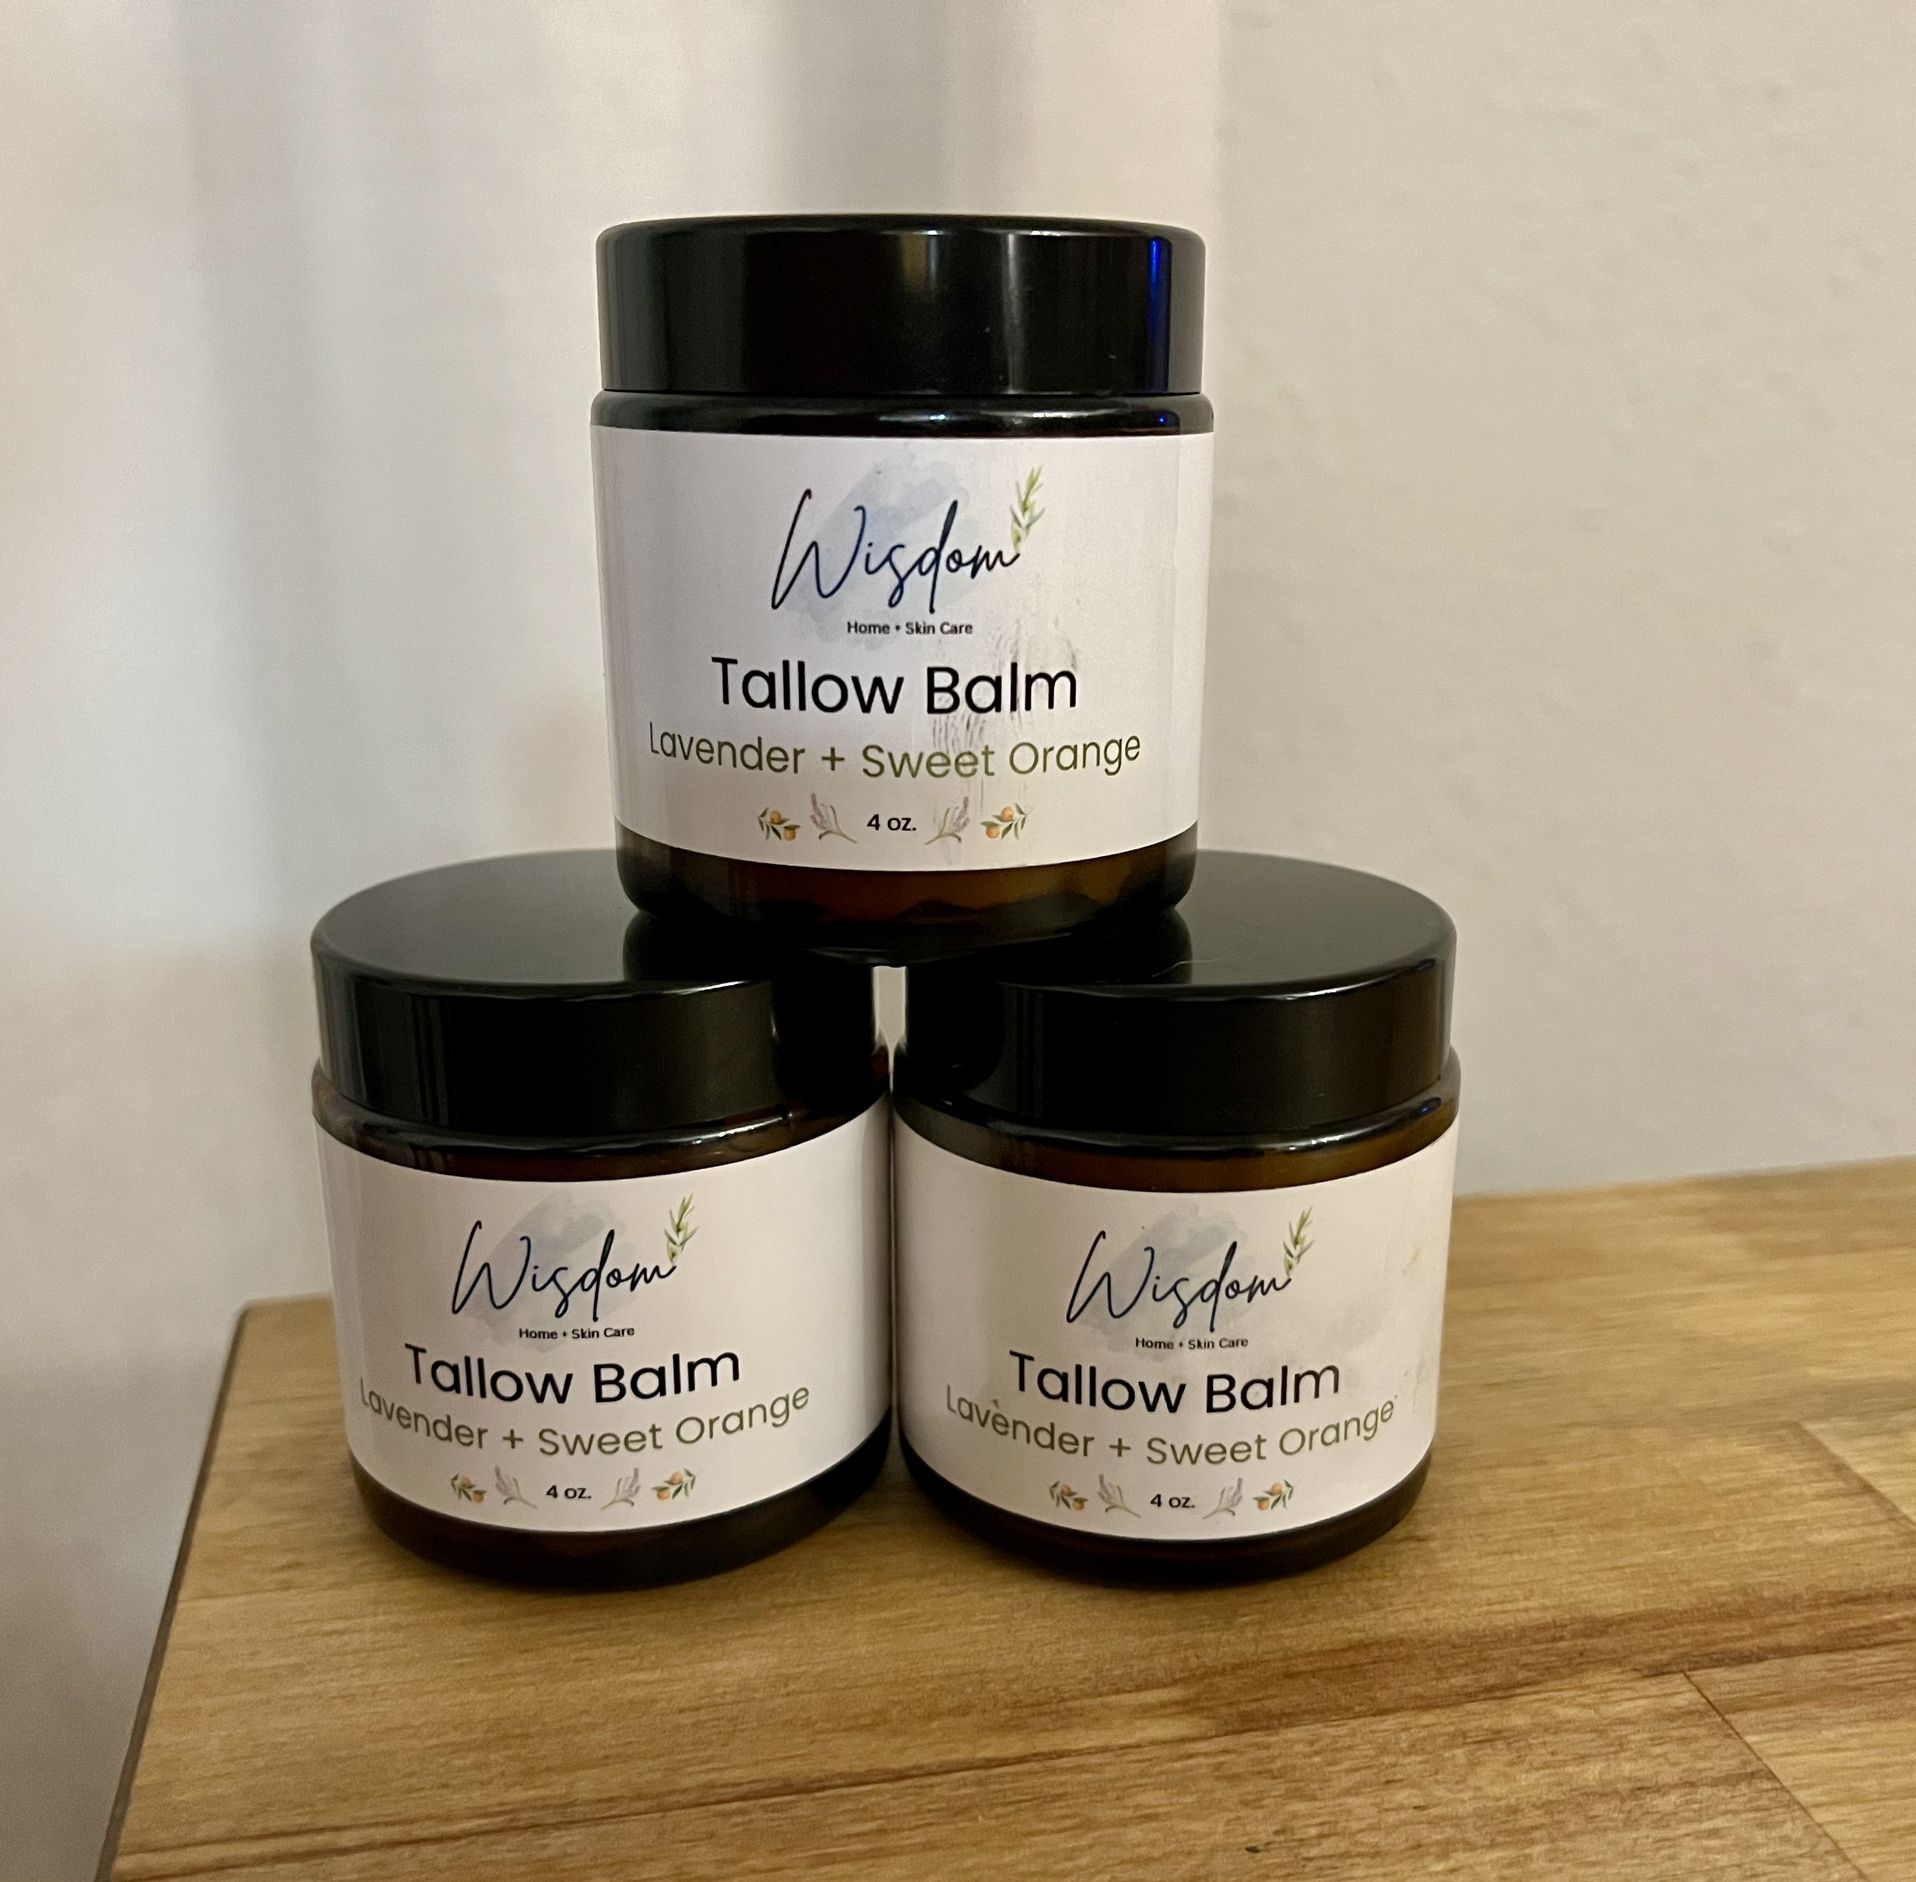 Wisdom
Home + Skin Care
Tallow Balm
Lavender + Sweet Orange
4 oz.
Wisdom
Home + Skin Care
Tallow Balm
Lavender + Sweet Orange
4 oz.
Wisdom
Home + Skin Care
Tallow Balm
Lavender + Sweet Orange
4 oz.